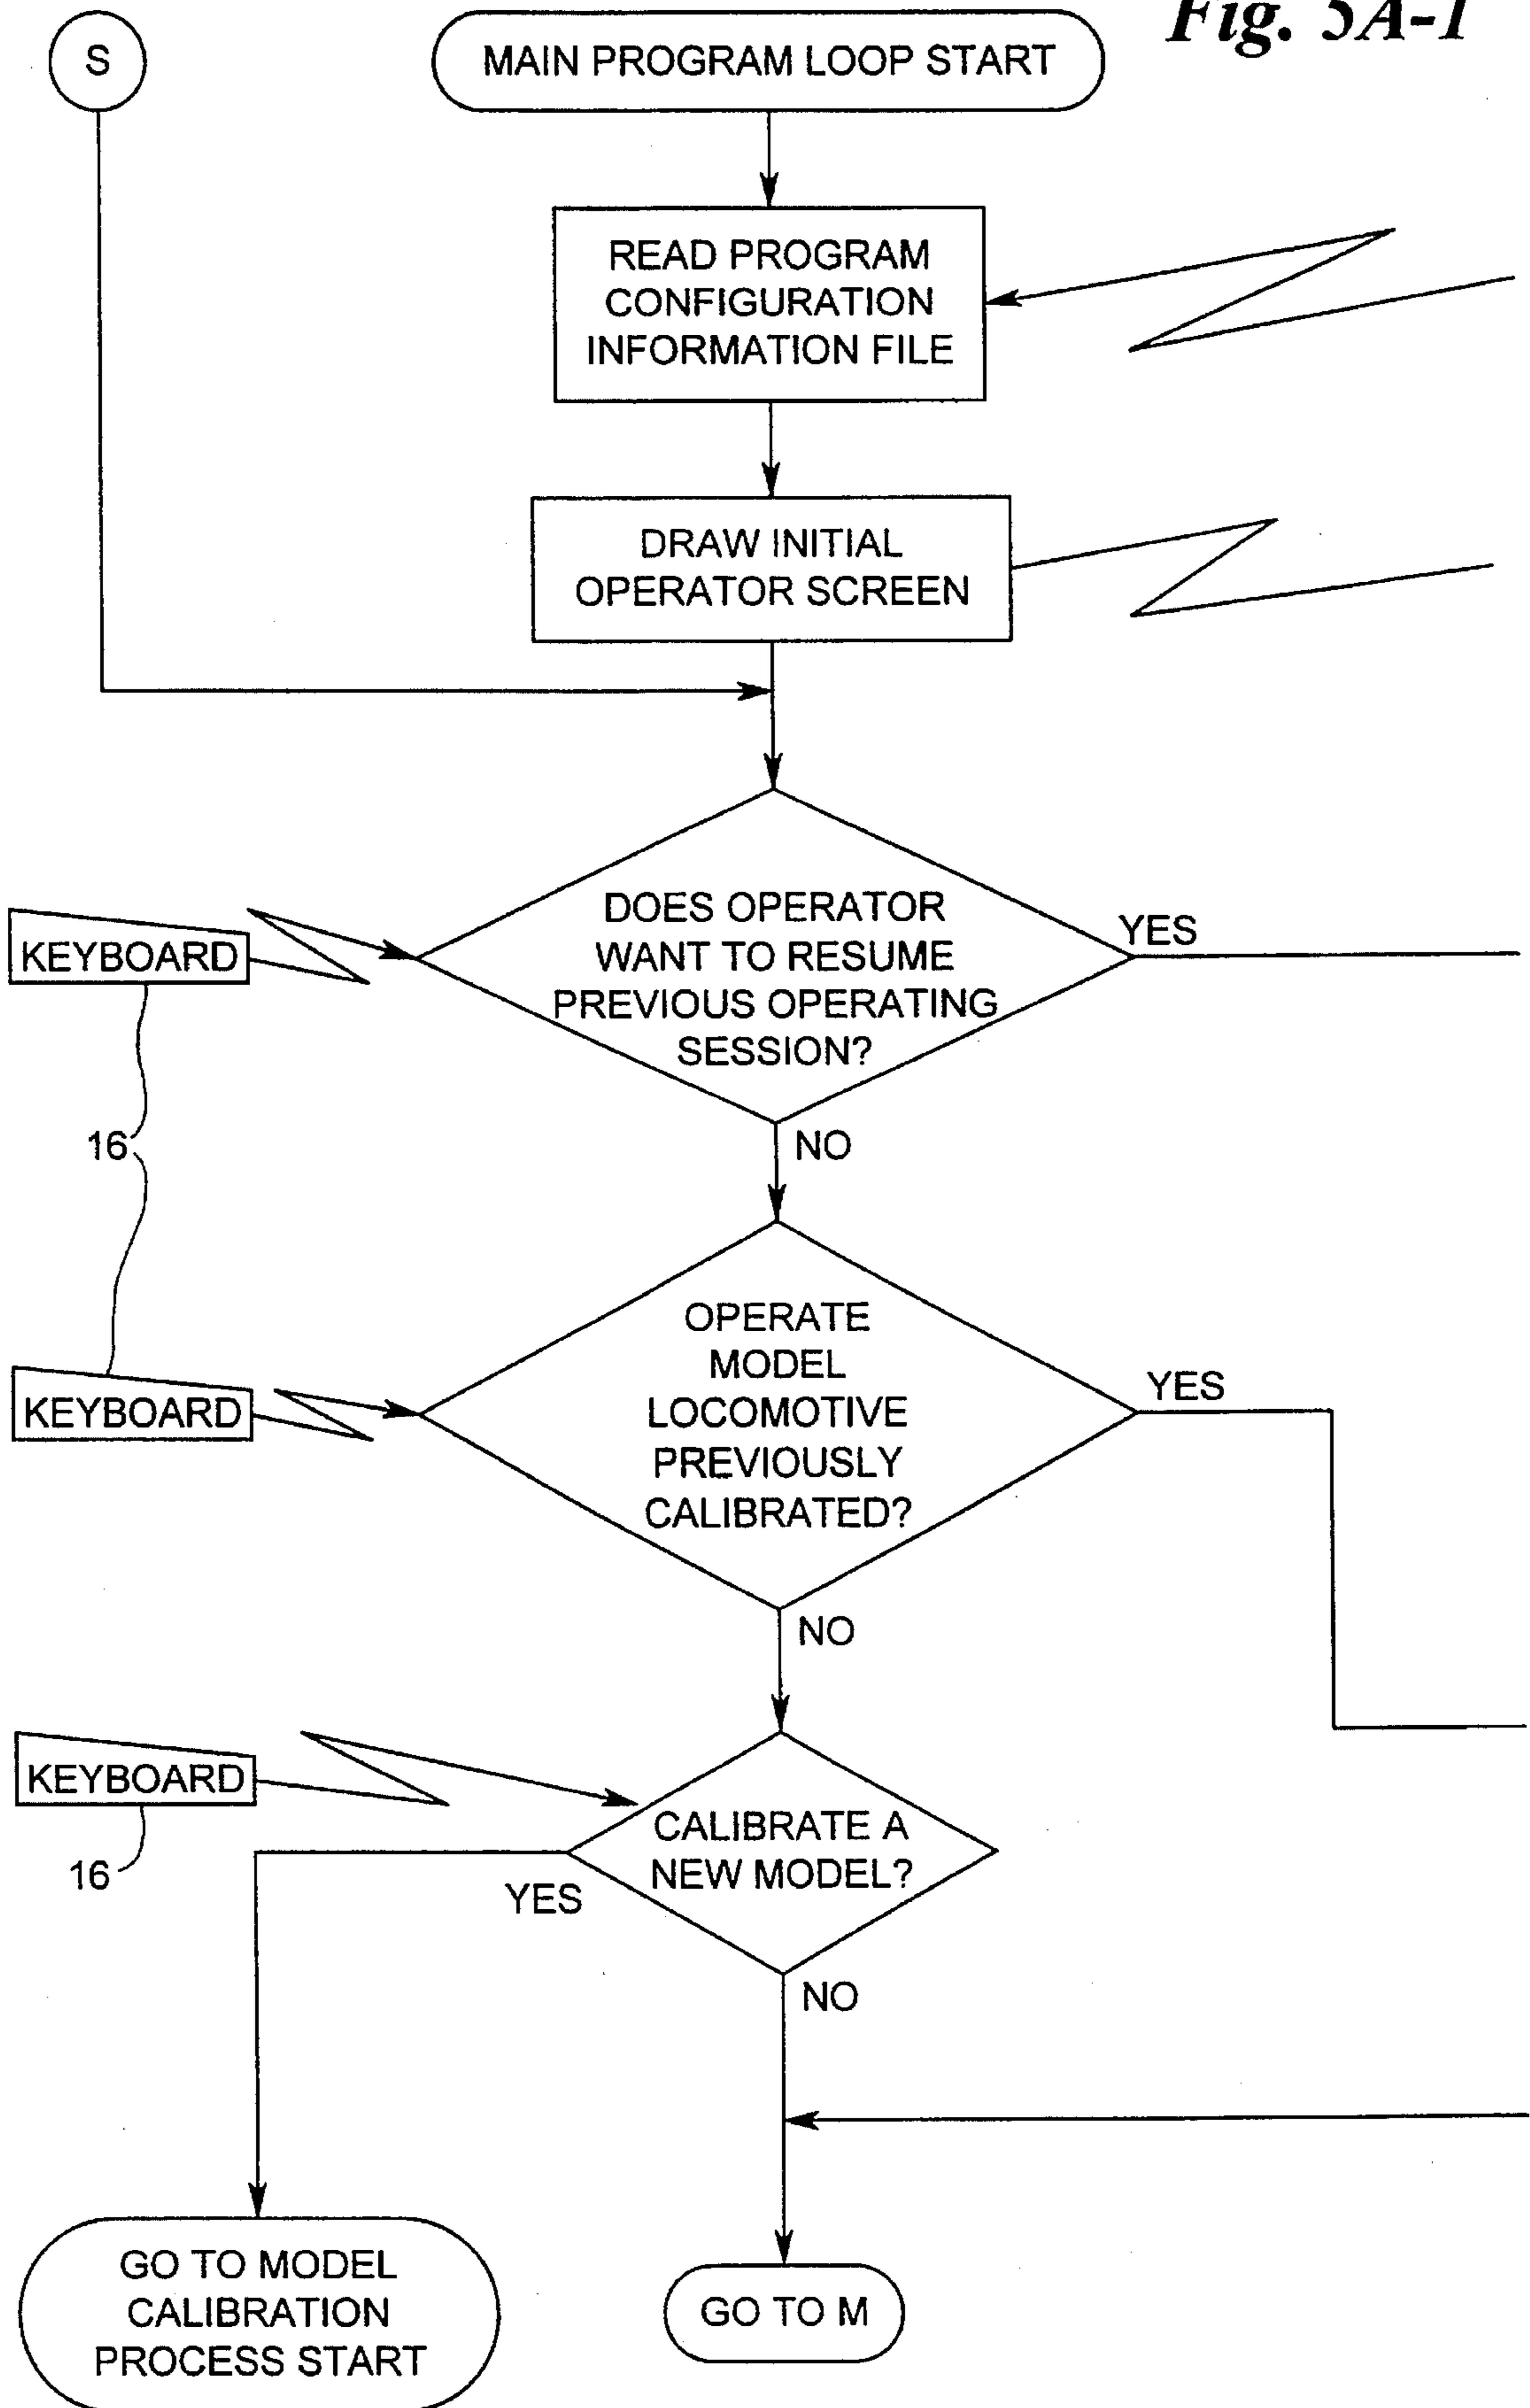 Fig. 5A-1
S
MAIN PROGRAM LOOP START
READ PROGRAM
CONFIGURATION
INFORMATION FILE
DRAW INITIAL
OPERATOR SCREEN
KEYBOARD
DOES OPERATOR
WANT TO RESUME
PREVIOUS OPERATING
SESSION?
YES
16
NO
KEYBOARD
OPERATE
MODEL
LOCOMOTIVE
PREVIOUSLY
CALIBRATED?
YES
NO
KEYBOARD
16
CALIBRATE A
NEW MODEL?
YES
NO
GO TO MODEL
CALIBRATION
PROCESS START
GO TO M